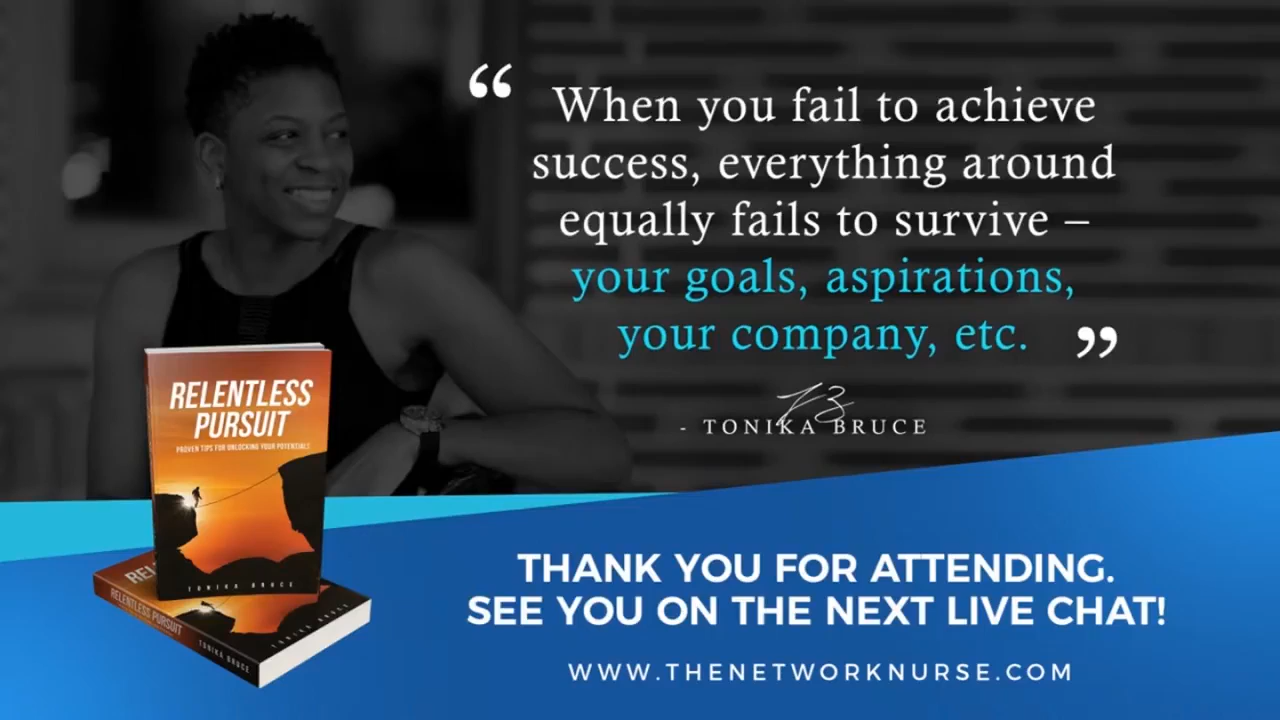 “ When you fail to achieve
success, everything around
equally fails to survive –
your goals, aspirations,
your company, etc. ”
- TONIKA BRUCE
RELENTLESS
PURSUIT
PROVEN TIPS FOR UNLOCKING YOUR POTENTIALS
TONIKA BRUCE
RELENTLESS
PURSUIT
TONIKA BRUCE
TONIKA BRUCE
THANK YOU FOR ATTENDING.
SEE YOU ON THE NEXT LIVE CHAT!
WWW.THENETWORKNURSE.COM